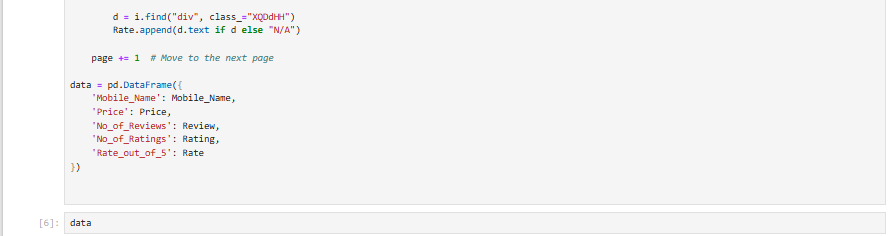 d = i.find("div", class_="XQDdHH")
Rate.append(d.text if d else "N/A")
page += 1  # Move to the next page
data = pd.DataFrame({
'Mobile_Name': Mobile_Name,
'Price': Price,
'No_of_Reviews': Review,
'No_of_Ratings': Rating,
'Rate_out_of_5': Rate
})
[6]: data